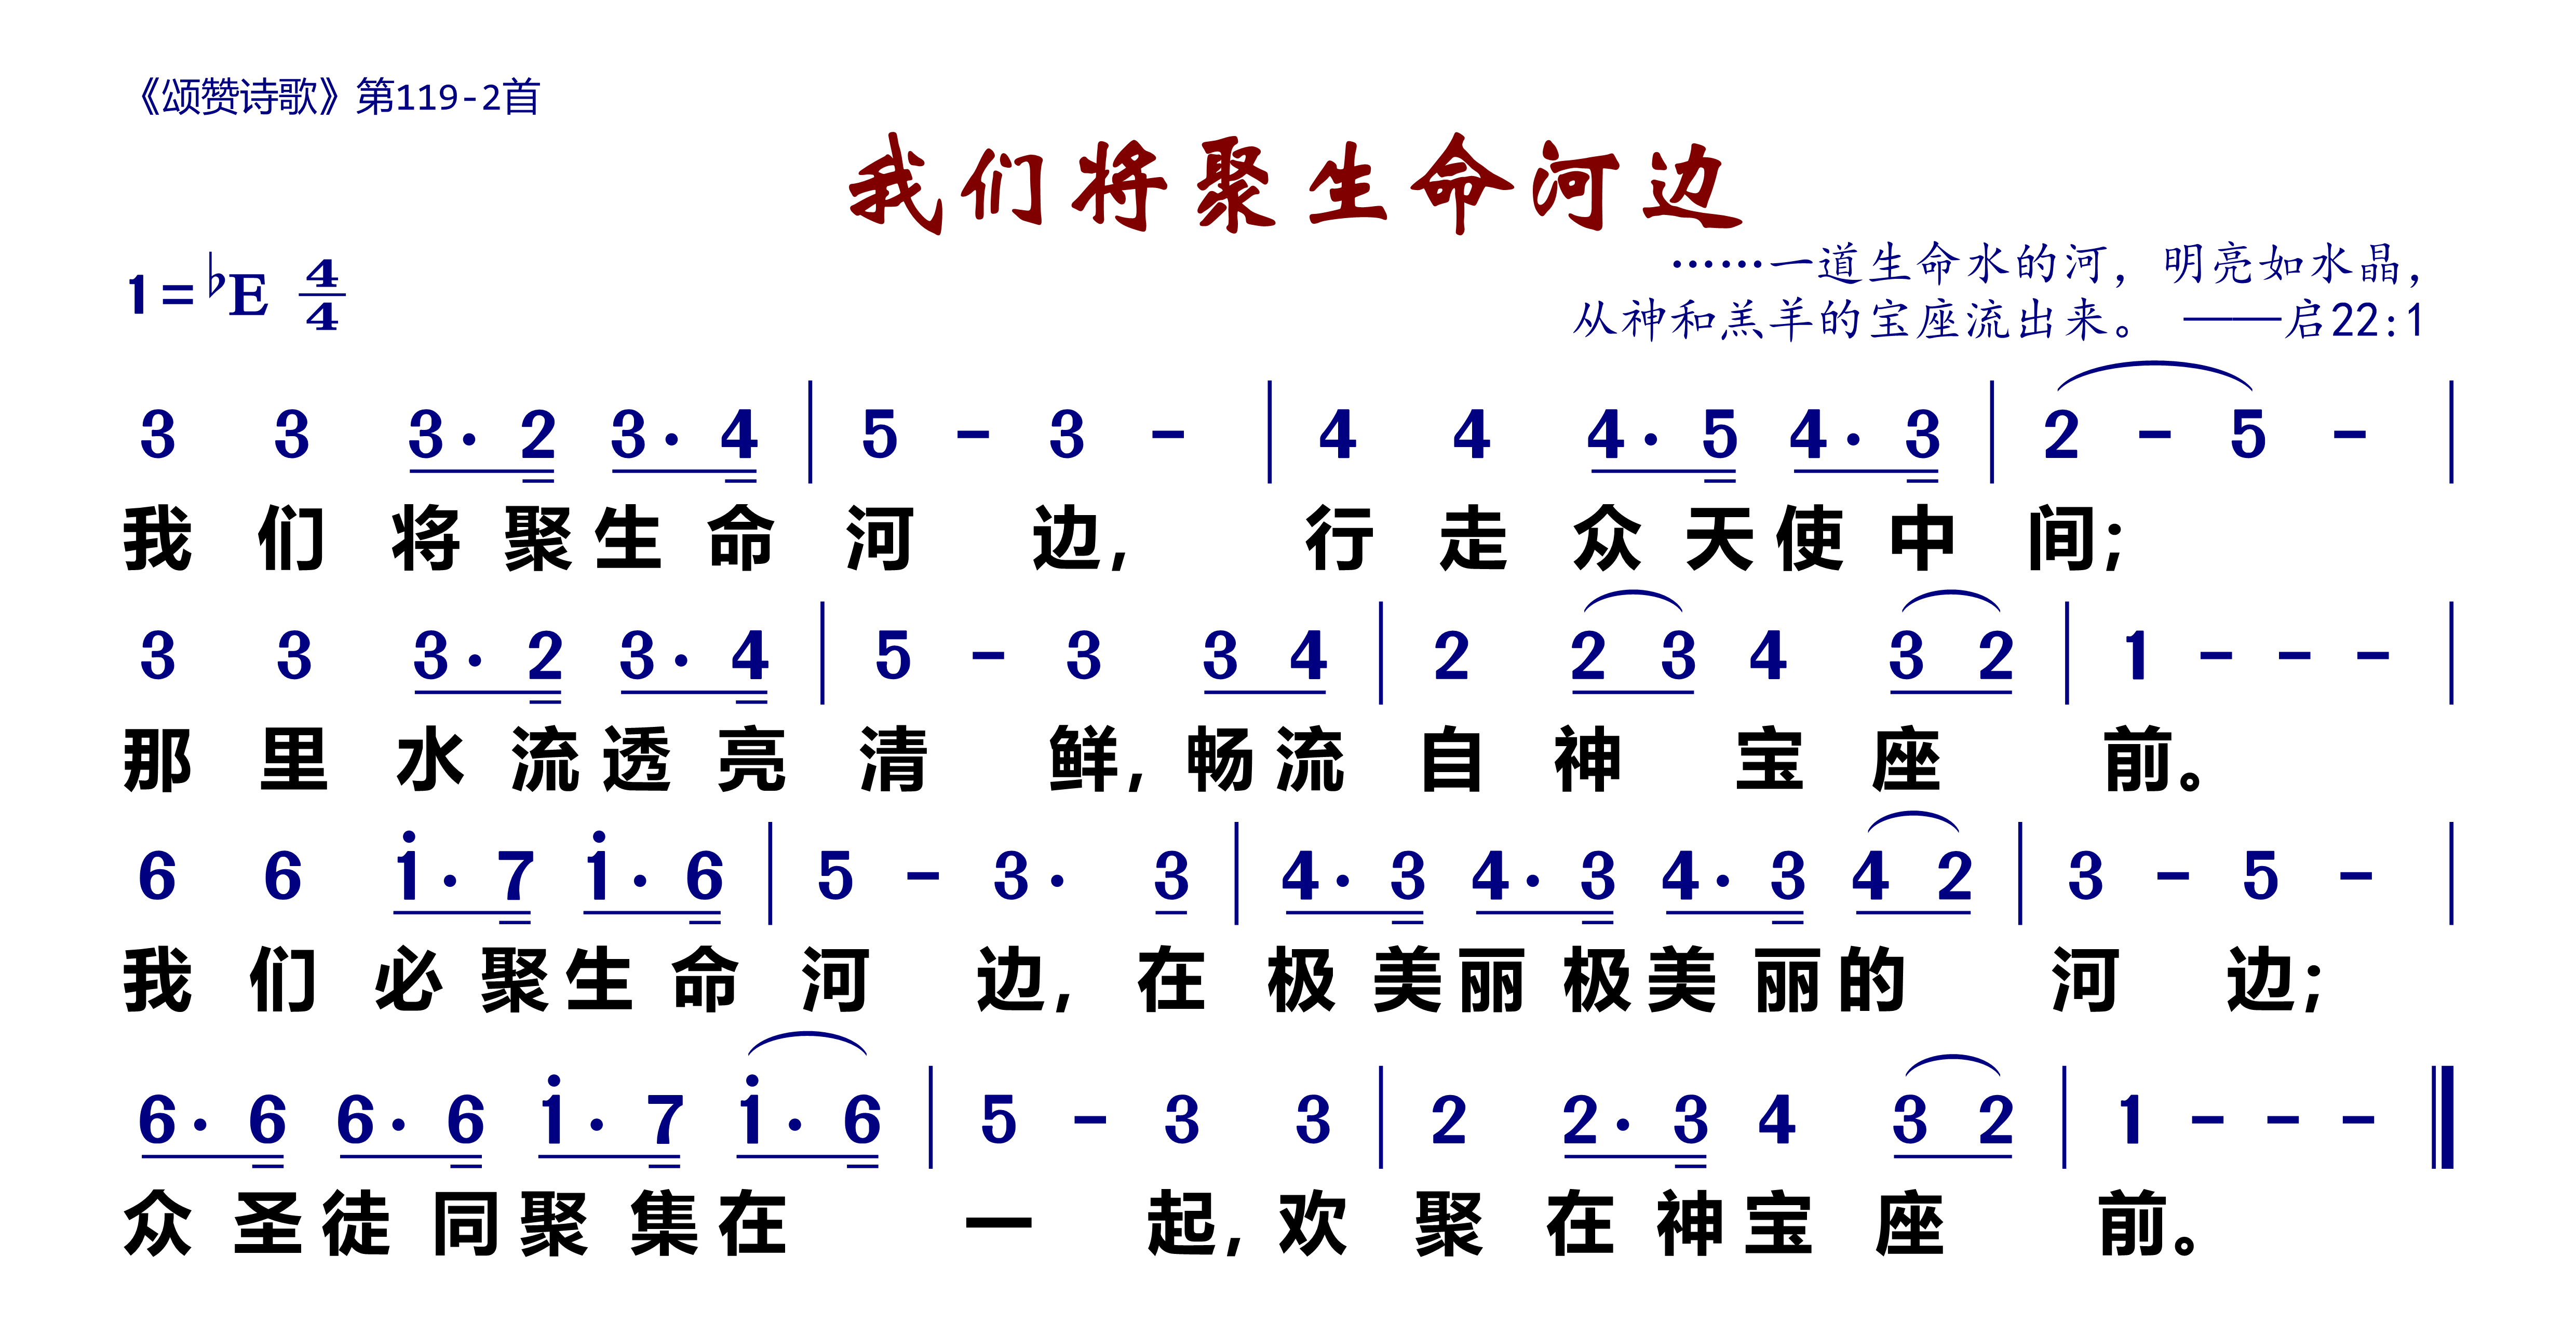 《颂赞诗歌》第119-2首
我们将聚生命河边
1=♭E 4/4
……一道生命水的河，明亮如水晶，
从神和羔羊的宝座流出来。 ——启22:1
3 3 3· 2 3· 4 | 5 - 3 - | 4 4 4· 5 4· 3 | 2 - 5 - |
我们将聚生命河边，行走众天使中间；
3 3 3· 2 3· 4 | 5 - 3 3 4 | 2 2 3 4 3 2 | 1 - - - |
那里水流透亮清鲜，畅流自神宝座前。
6 6 1̇· 7 1̇· 6 | 5 - 3· 3 | 4· 3 4· 3 4· 3 4 2 | 3 - 5 - |
我们必聚生命河边，在极美丽极美丽的河边；
6· 6 6· 6 1̇· 7 1̇· 6 | 5 - 3 3 | 2 2· 3 4 3 2 | 1 - - - ‖
众圣徒同聚集在一起，欢聚在神宝座前。